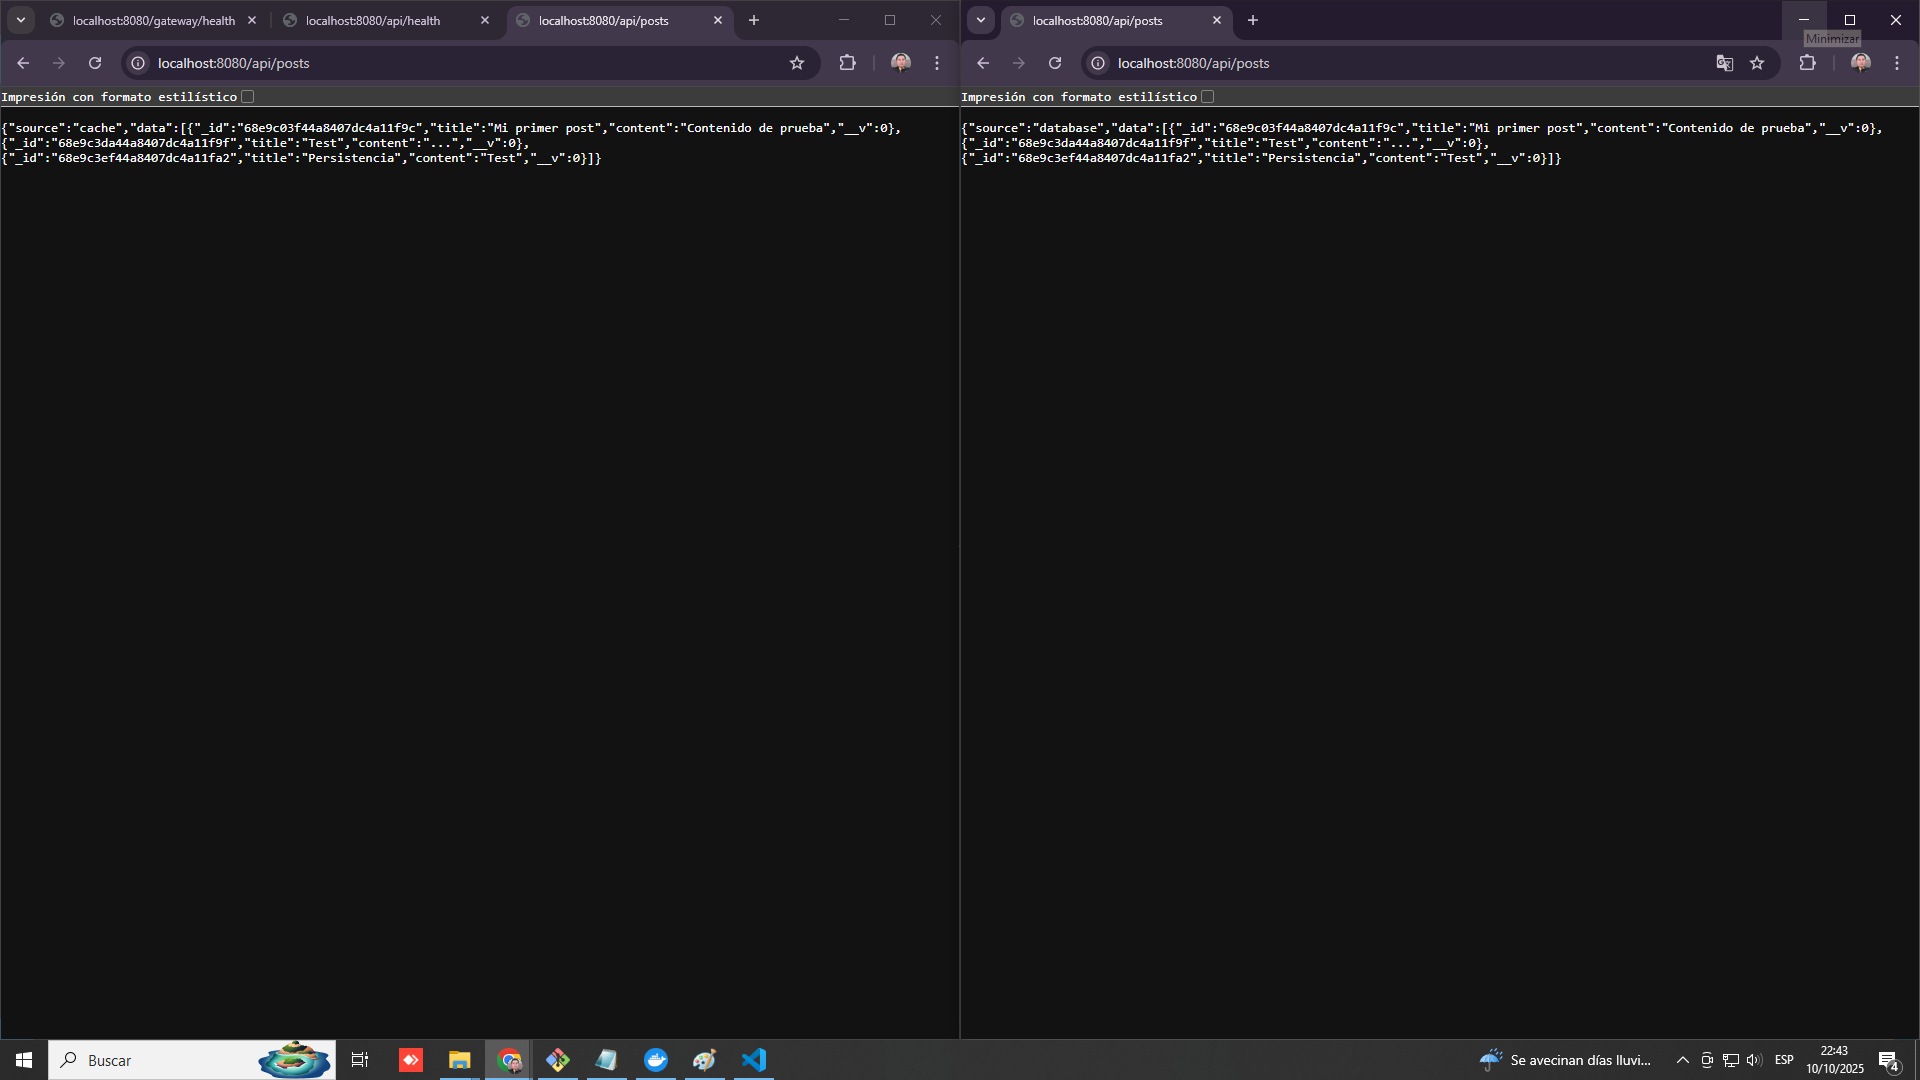 localhost:8080/gateway/health
localhost:8080/api/health
localhost:8080/api/posts
localhost:8080/api/posts
Impresión con formato estilístico
{"source":"cache","data":[{"_id":"68e9c03f44a8407dc4a11f9c","title":"Mi primer post","content":"Contenido de prueba","__v":0},
{"_id":"68e9c3da44a8407dc4a11f9f","title":"Test","content":"...","__v":0},
{"_id":"68e9c3ef44a8407dc4a11fa2","title":"Persistencia","content":"Test","__v":0}]}
localhost:8080/api/posts
Minimizar
localhost:8080/api/posts
Impresión con formato estilístico
{"source":"database","data":[{"_id":"68e9c03f44a8407dc4a11f9c","title":"Mi primer post","content":"Contenido de prueba","__v":0},
{"_id":"68e9c3da44a8407dc4a11f9f","title":"Test","content":"...","__v":0},
{"_id":"68e9c3ef44a8407dc4a11fa2","title":"Persistencia","content":"Test","__v":0}]}
Buscar
Se avecinan días lluvi...
ESP
22:43
10/10/2025
4